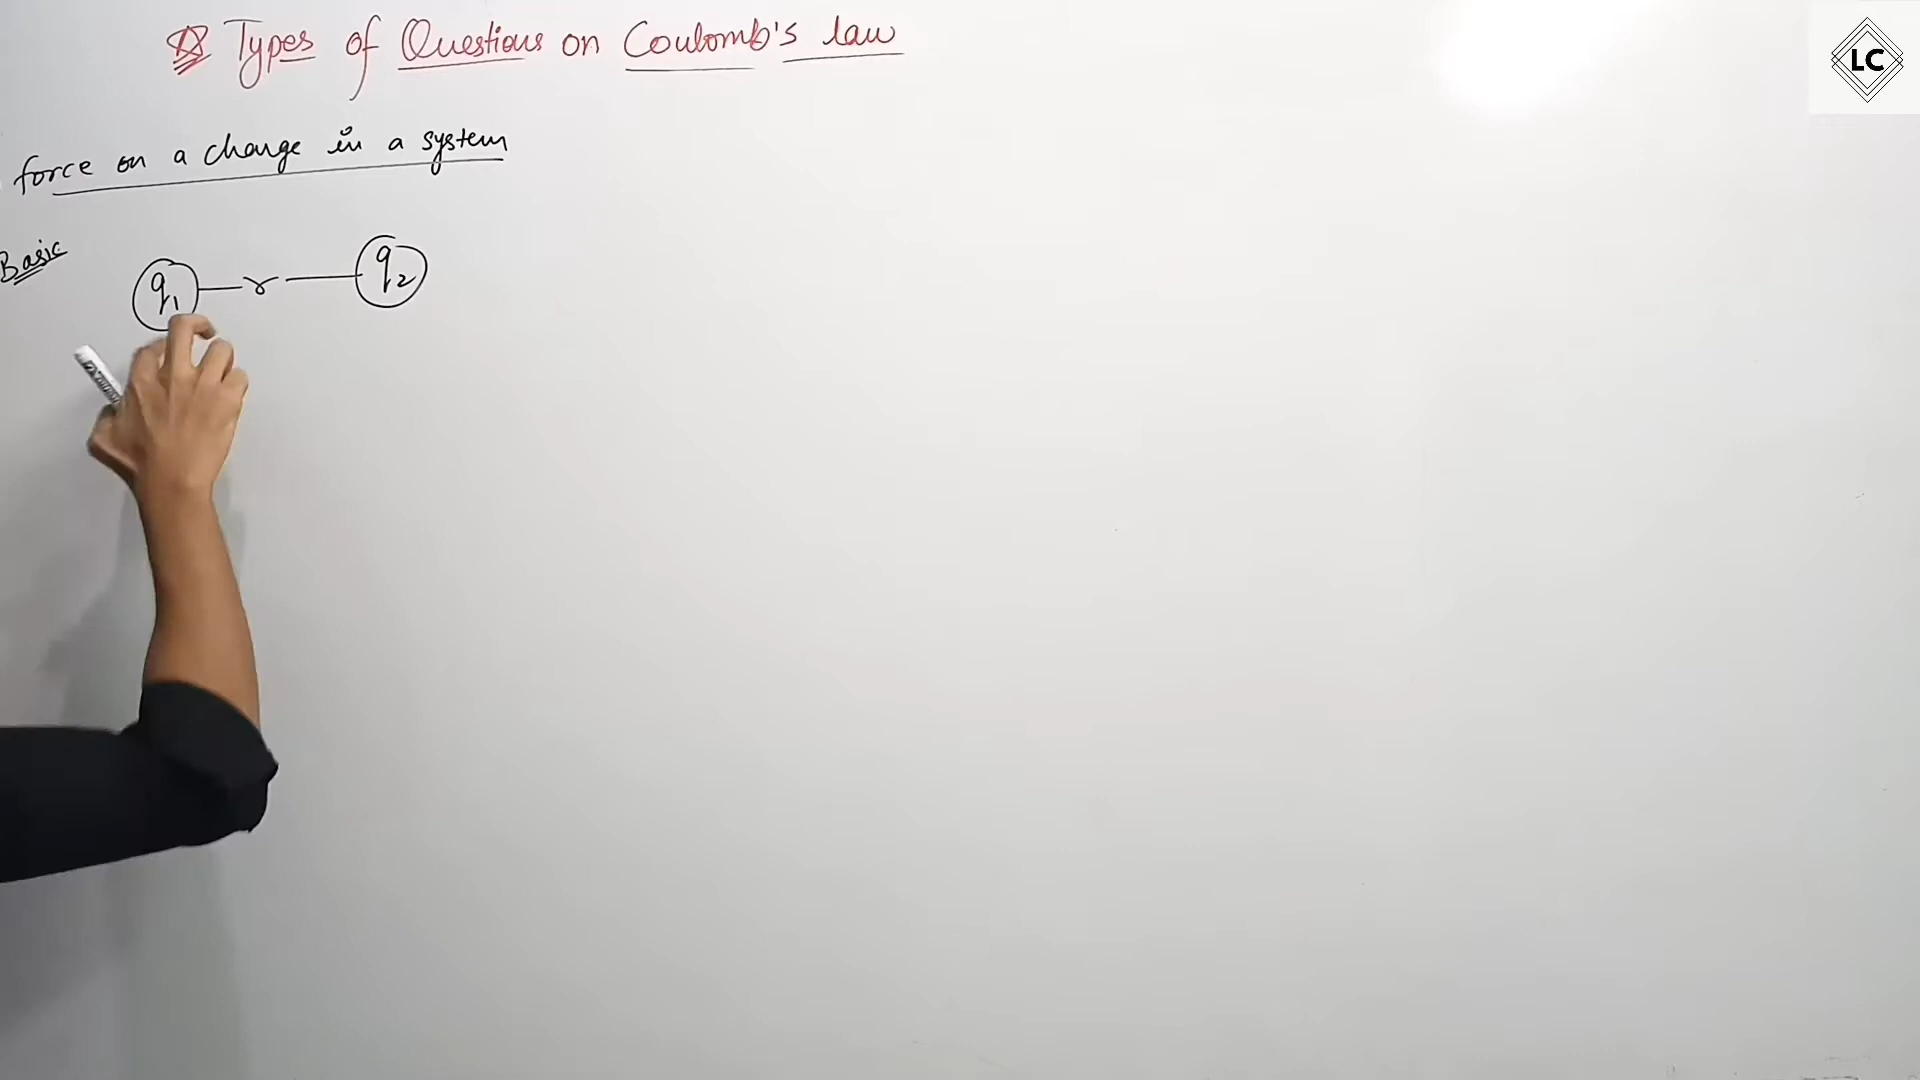 Types of Questions on Coulomb's law
LC
force on a charge in a system
Basic
q1 r q2